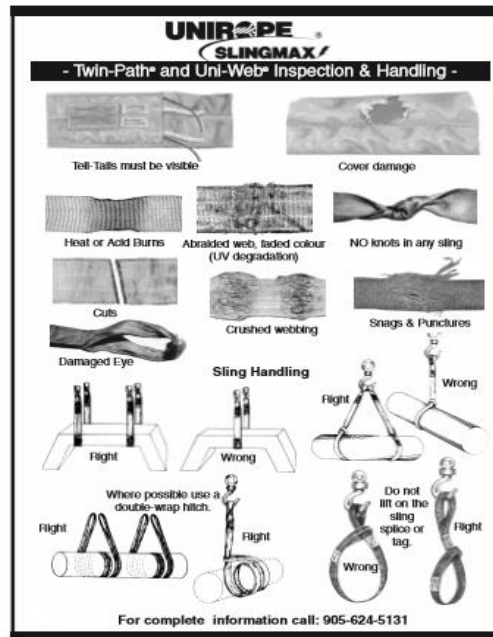 UNIROPE®
SLINGMAX
- Twin-Path® and Uni-Web® Inspection & Handling -
Tell-Tails must be visible
Cover damage
Heat or Acid Burns
Abraided web, faded colour
(UV degradation)
NO knots in any sling
Cuts
Crushed webbing
Snags & Punctures
Damaged Eye
Sling Handling
Right
Wrong
Right
Wrong
Where possible use a
double-wrap hitch.
Right
Right
Do not
lift on the
sling
splice or
tag.
Wrong
Right
For complete information call: 905-624-5131